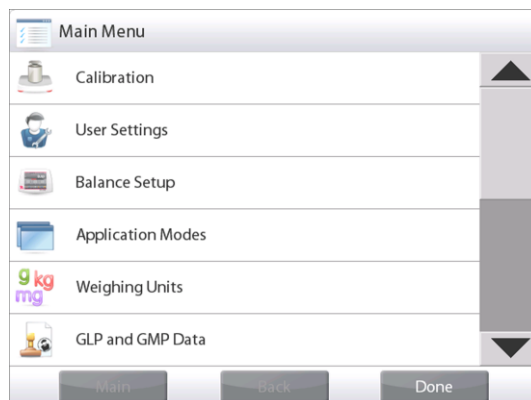 Main Menu
Calibration
User Settings
Balance Setup
Application Modes
g kg
mg
Weighing Units
GLP and GMP Data
Main Back Done